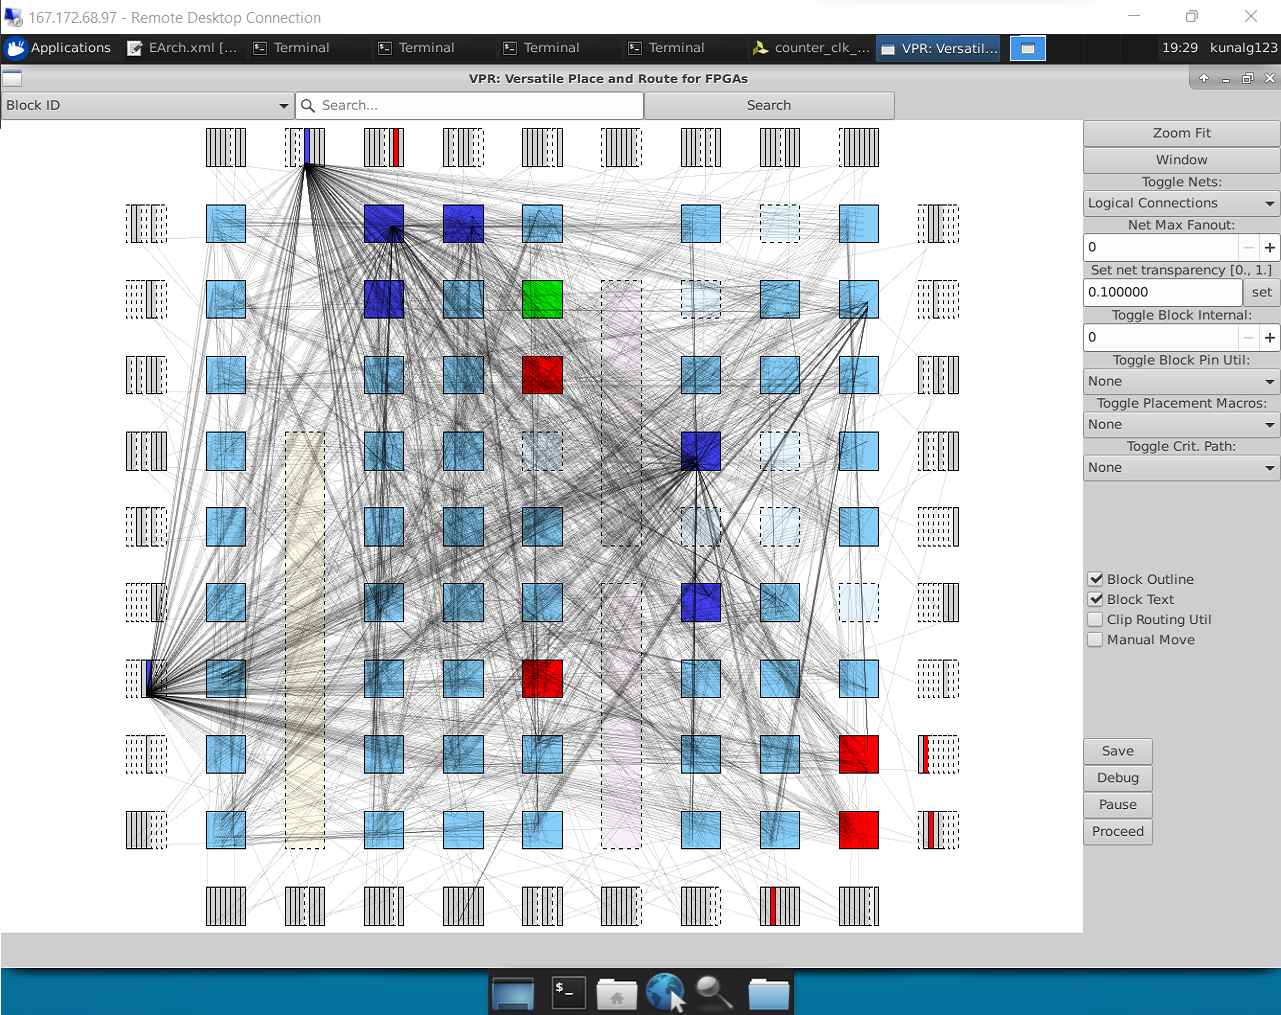 167.172.68.97 - Remote Desktop Connection
Applications
EArch.xml [...
Terminal
Terminal
Terminal
Terminal
counter_clk_...
VPR: Versatil...
19:29
kunalg123
VPR: Versatile Place and Route for FPGAs
Block ID
Search...
Search
Zoom Fit
Window
Toggle Nets:
Logical Connections
Net Max Fanout:
0
Set net transparency [0., 1.]
0.100000
set
Toggle Block Internal:
0
Toggle Block Pin Util:
None
Toggle Placement Macros:
None
Toggle Crit. Path:
None
Block Outline
Block Text
Clip Routing Util
Manual Move
Save
Debug
Pause
Proceed
$_